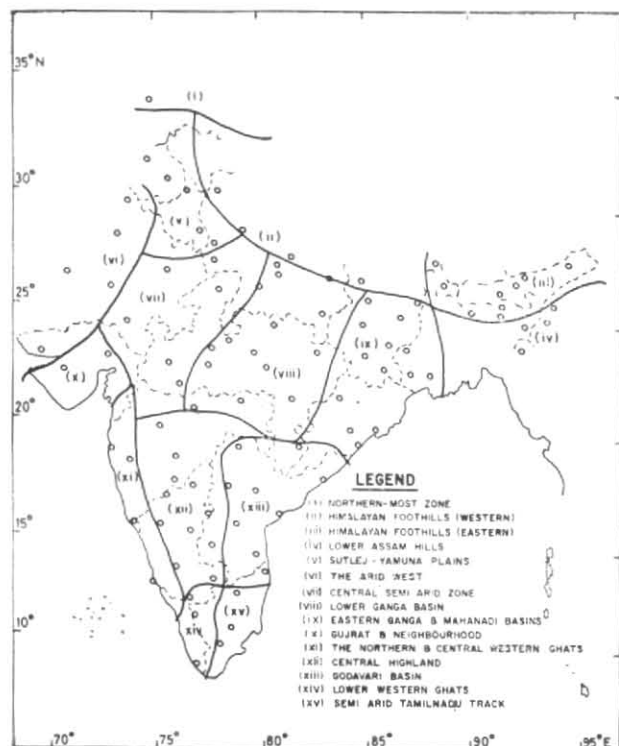 35°N
(i)
30°
(v)
(ii)
(vi)
25°
(vii)
(iii)
(iv)
(x)
(viii)
(ix)
20°
(xi)
15°
(xii)
(xiii)
10°
(xiv)
(xv)
LEGEND
(i) NORTHERN-MOST ZONE
(ii) HIMALAYAN FOOTHILLS (WESTERN)
(iii) HIMALAYAN FOOTHILLS (EASTERN)
(iv) LOWER ASSAM HILLS
(v) SUTLEJ-YAMUNA PLAINS
(vi) THE ARID WEST
(vii) CENTRAL SEMI ARID ZONE
(viii) LOWER GANGA BASIN
(ix) EASTERN GANGA & MAHANADI BASINS
(x) GUJRAT & NEIGHBOURHOOD
(xi) THE NORTHERN & CENTRAL WESTERN GHATS
(xii) CENTRAL HIGHLAND
(xiii) GODAVARI BASIN
(xiv) LOWER WESTERN GHATS
(xv) SEMI ARID TAMILNADU TRACK
70° 75° 80° 85° 90° 95°E